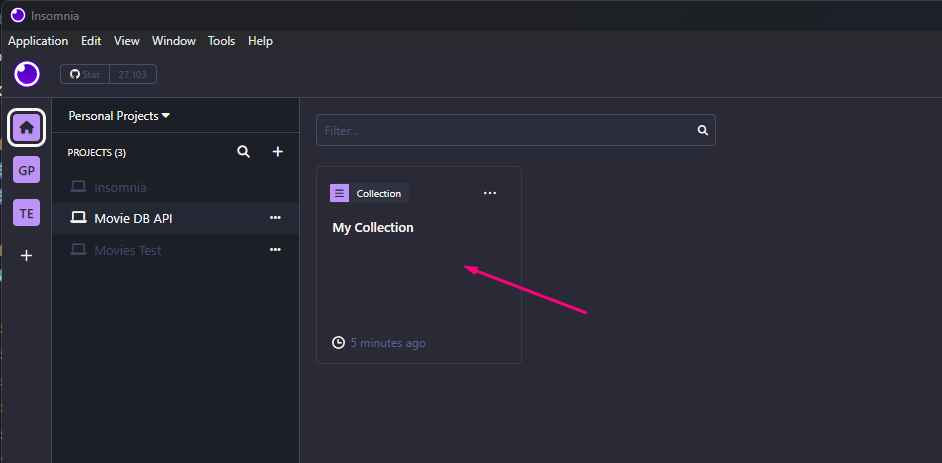 Insomnia
Application Edit View Window Tools Help
Star 27.103
Personal Projects
PROJECTS (3)
GP
TE
Insomnia
Movie DB API
Movies Test
Filter...
Collection
My Collection
5 minutes ago